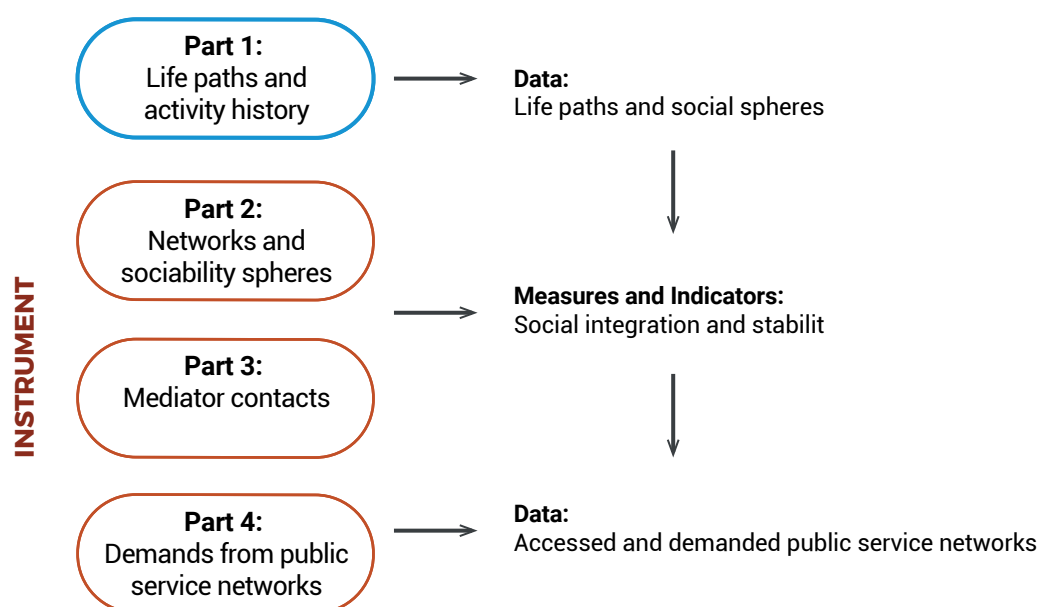 INSTRUMENT
Part 1:
Life paths and
activity history
Data:
Life paths and social spheres
Part 2:
Networks and
sociability spheres
Measures and Indicators:
Social integration and stabilit
Part 3:
Mediator contacts
Part 4:
Demands from public
service networks
Data:
Accessed and demanded public service networks